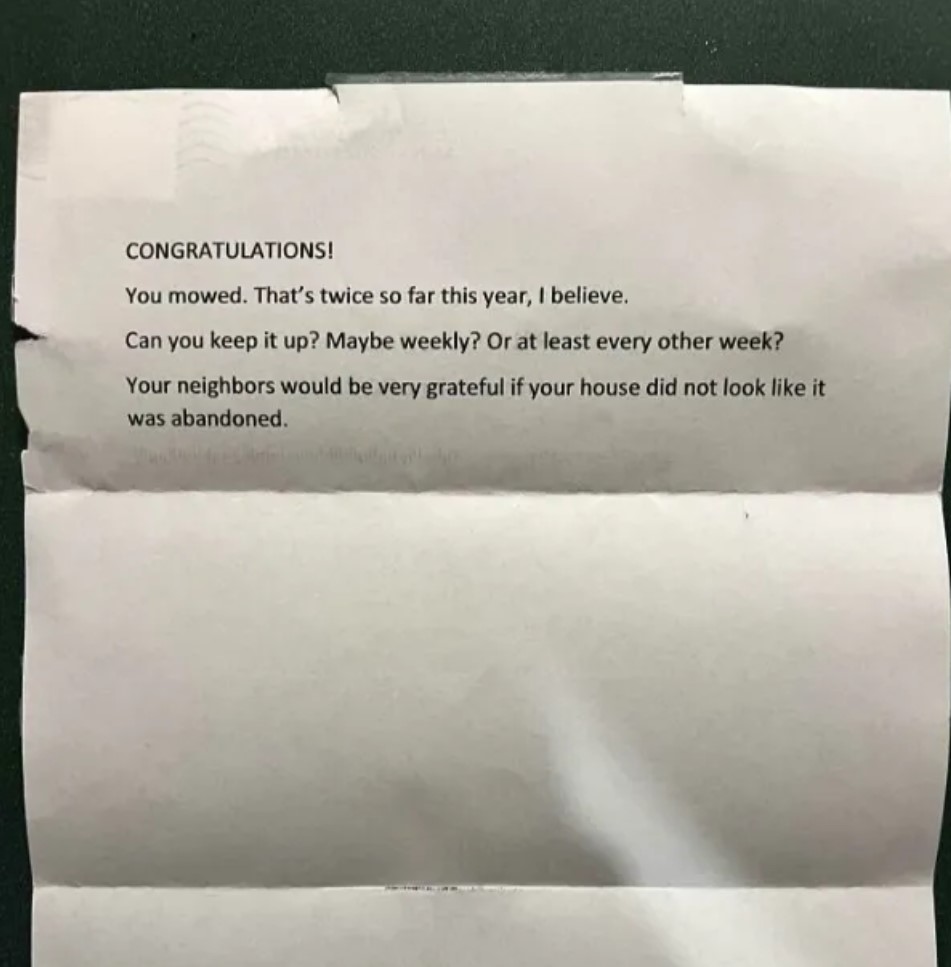 CONGRATULATIONS!
You mowed. That's twice so far this year, I believe.
Can you keep it up? Maybe weekly? Or at least every other week?
Your neighbors would be very grateful if your house did not look like it
was abandoned.